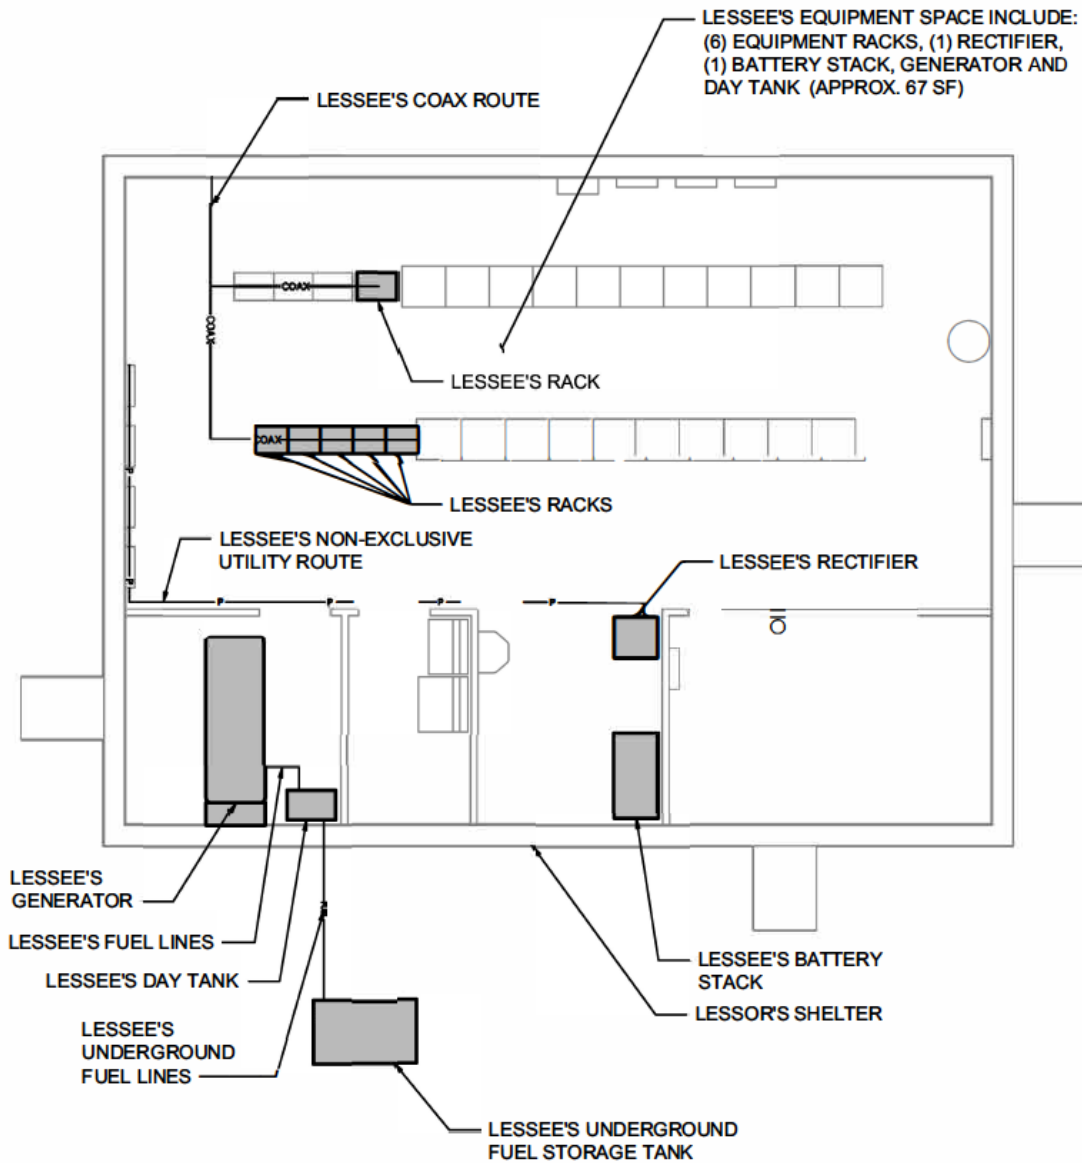 LESSEE'S EQUIPMENT SPACE INCLUDE:
(6) EQUIPMENT RACKS, (1) RECTIFIER,
(1) BATTERY STACK, GENERATOR AND
DAY TANK (APPROX. 67 SF)
LESSEE'S COAX ROUTE
COAX
COAX
LESSEE'S RACK
COAX
LESSEE'S RACKS
P
LESSEE'S NON-EXCLUSIVE
UTILITY ROUTE
LESSEE'S RECTIFIER
P
P
P
P
P
LESSEE'S
GENERATOR
LESSEE'S FUEL LINES
LESSEE'S DAY TANK
LESSEE'S
UNDERGROUND
FUEL LINES
LESSEE'S BATTERY
STACK
LESSOR'S SHELTER
LESSEE'S UNDERGROUND
FUEL STORAGE TANK